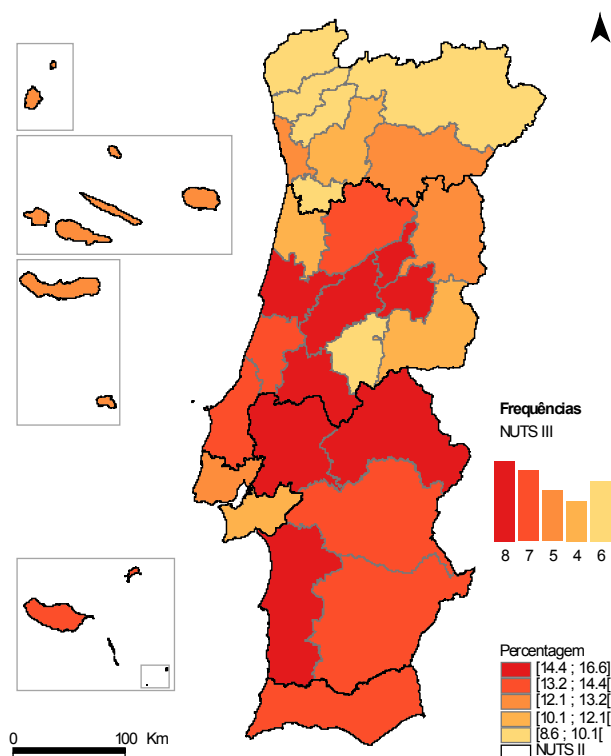 Frequências
NUTS III
8 7 5 4 6
Percentagem
[14.4 ; 16.6]
[13.2 ; 14.4[
[12.1 ; 13.2[
[10.1 ; 12.1[
[8.6 ; 10.1[
NUTS II
0 100 Km